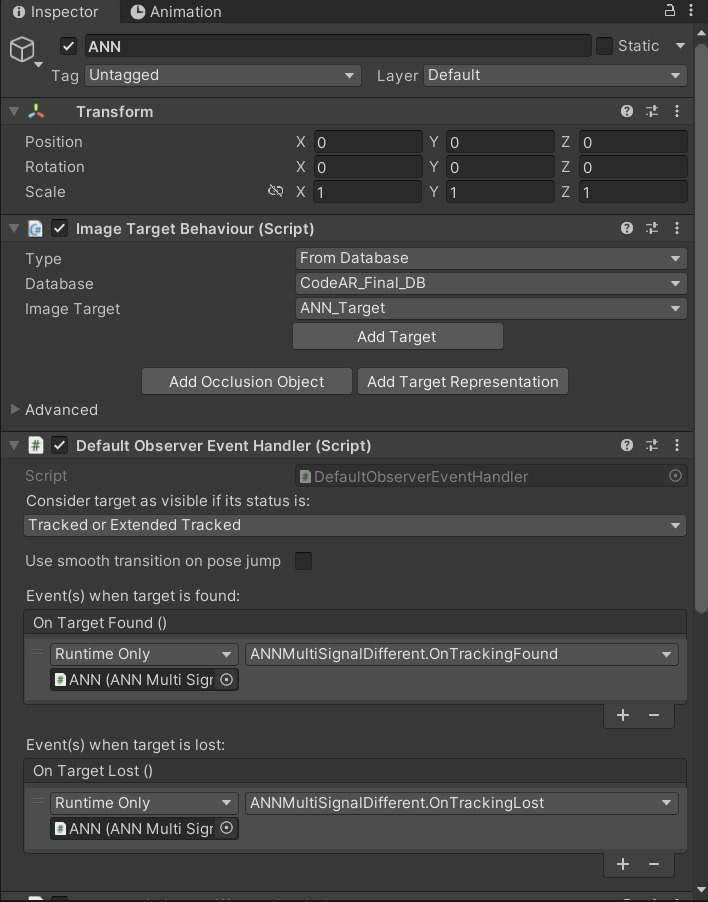 Inspector Animation
ANN Static
Tag Untagged Layer Default
Transform
Position X 0 Y 0 Z 0
Rotation X 0 Y 0 Z 0
Scale X 1 Y 1 Z 1
Image Target Behaviour (Script)
Type From Database
Database CodeAR_Final_DB
Image Target ANN_Target
Add Target
Add Occlusion Object Add Target Representation
Advanced
# Default Observer Event Handler (Script)
Script # DefaultObserverEventHandler
Consider target as visible if its status is:
Tracked or Extended Tracked
Use smooth transition on pose jump
Event(s) when target is found:
On Target Found ()
Runtime Only ANNMultiSignalDifferent.OnTrackingFound
# ANN (ANN Multi Sigr
+ −
Event(s) when target is lost:
On Target Lost ()
Runtime Only ANNMultiSignalDifferent.OnTrackingLost
# ANN (ANN Multi Sigr
+ −